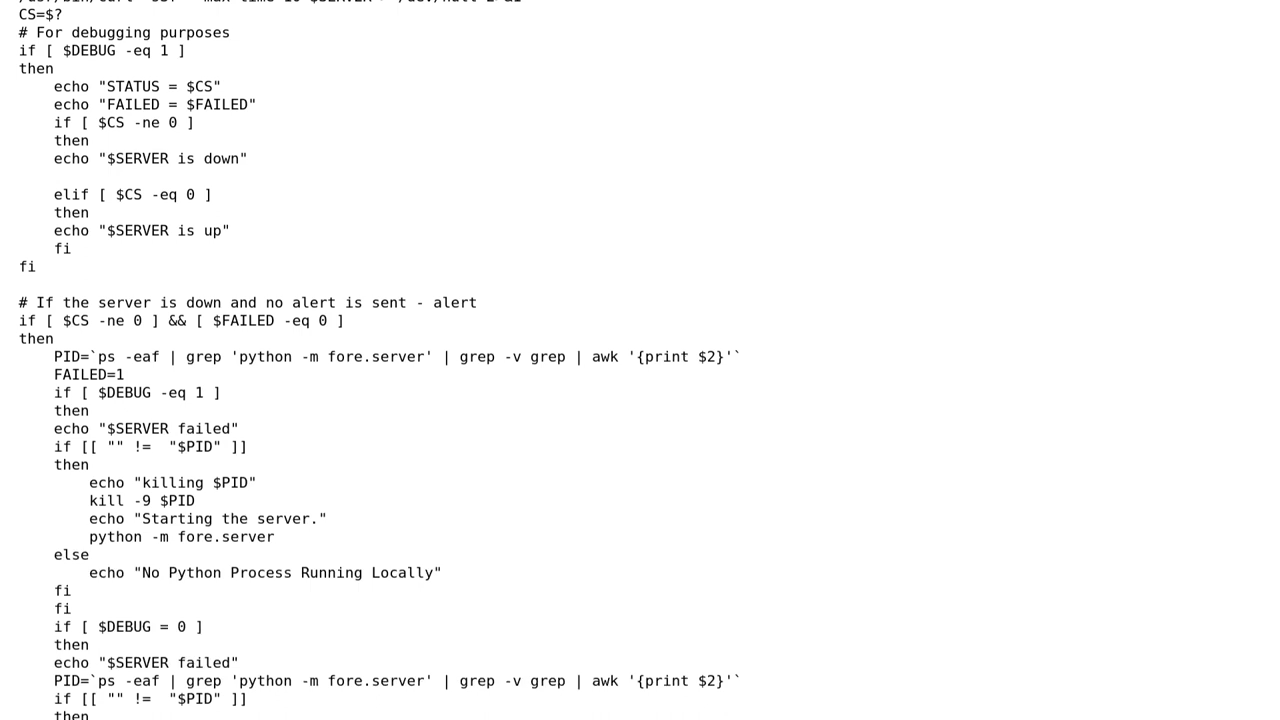 CS=$?
# For debugging purposes
if [ $DEBUG -eq 1 ]
then
    echo "STATUS = $CS"
    echo "FAILED = $FAILED"
    if [ $CS -ne 0 ]
    then
    echo "$SERVER is down"

    elif [ $CS -eq 0 ]
    then
    echo "$SERVER is up"
    fi
fi

# If the server is down and no alert is sent - alert
if [ $CS -ne 0 ] && [ $FAILED -eq 0 ]
then
    PID=`ps -eaf | grep 'python -m fore.server' | grep -v grep | awk '{print $2}'`
    FAILED=1
    if [ $DEBUG -eq 1 ]
    then
    echo "$SERVER failed"
    if [[ "" !=  "$PID" ]]
    then
        echo "killing $PID"
        kill -9 $PID
        echo "Starting the server."
        python -m fore.server
    else
        echo "No Python Process Running Locally"
    fi
    fi
    if [ $DEBUG = 0 ]
    then
    echo "$SERVER failed"
    PID=`ps -eaf | grep 'python -m fore.server' | grep -v grep | awk '{print $2}'`
    if [[ "" !=  "$PID" ]]
    then